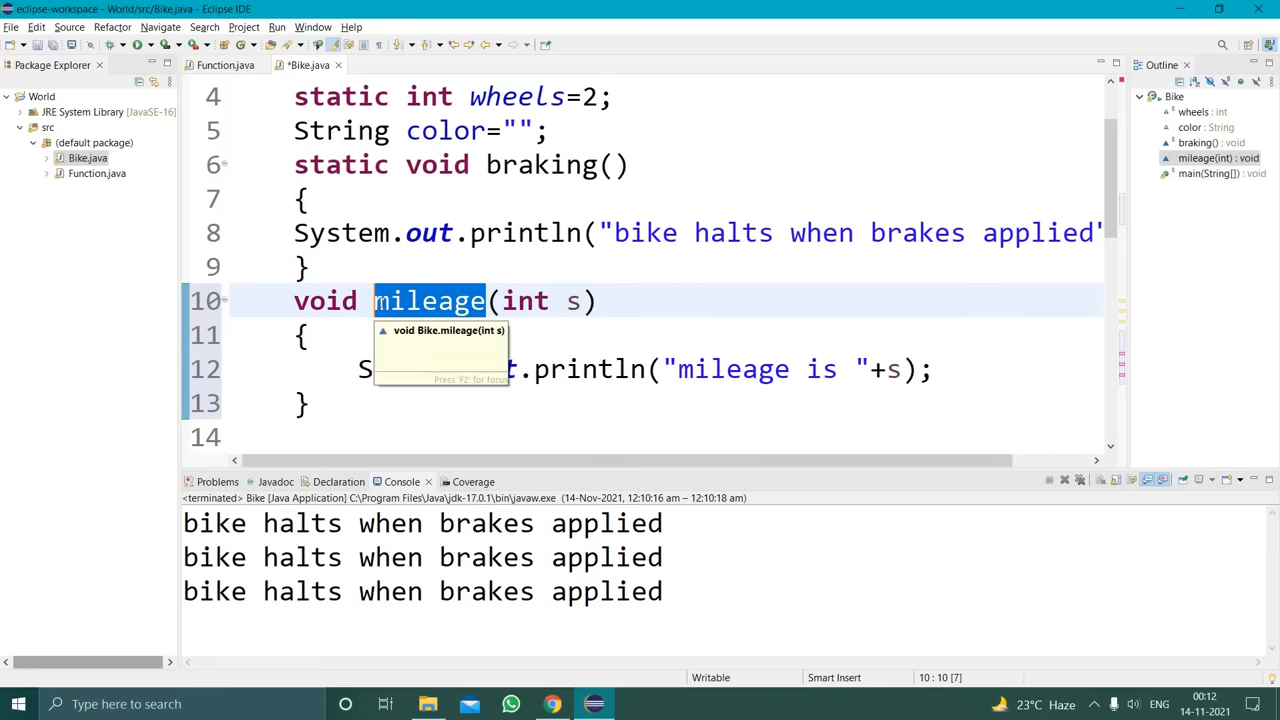 eclipse-workspace - World/src/Bike.java - Eclipse IDE
File Edit Source Refactor Navigate Search Project Run Window Help
Package Explorer
Function.java
*Bike.java
Outline
World
JRE System Library [JavaSE-16]
src
(default package)
Bike.java
Function.java
4 static int wheels=2;
5 String color="";
6 static void braking()
7 {
8 System.out.println("bike halts when brakes applied"
9 }
10 void mileage(int s)
11 {
12 S t.println("mileage is "+s);
13 }
14
void Bike.mileage(int s)
Press 'F2' for focus
Bike
wheels : int
color : String
braking() : void
mileage(int) : void
main(String[]) : void
Problems Javadoc Declaration Console Coverage
<terminated> Bike [Java Application] C:\Program Files\Java\jdk-17.0.1\bin\javaw.exe (14-Nov-2021, 12:10:16 am – 12:10:18 am)
bike halts when brakes applied
bike halts when brakes applied
bike halts when brakes applied
Writable Smart Insert 10 : 10 [7]
Type here to search
23°C Haze
00:12
14-11-2021